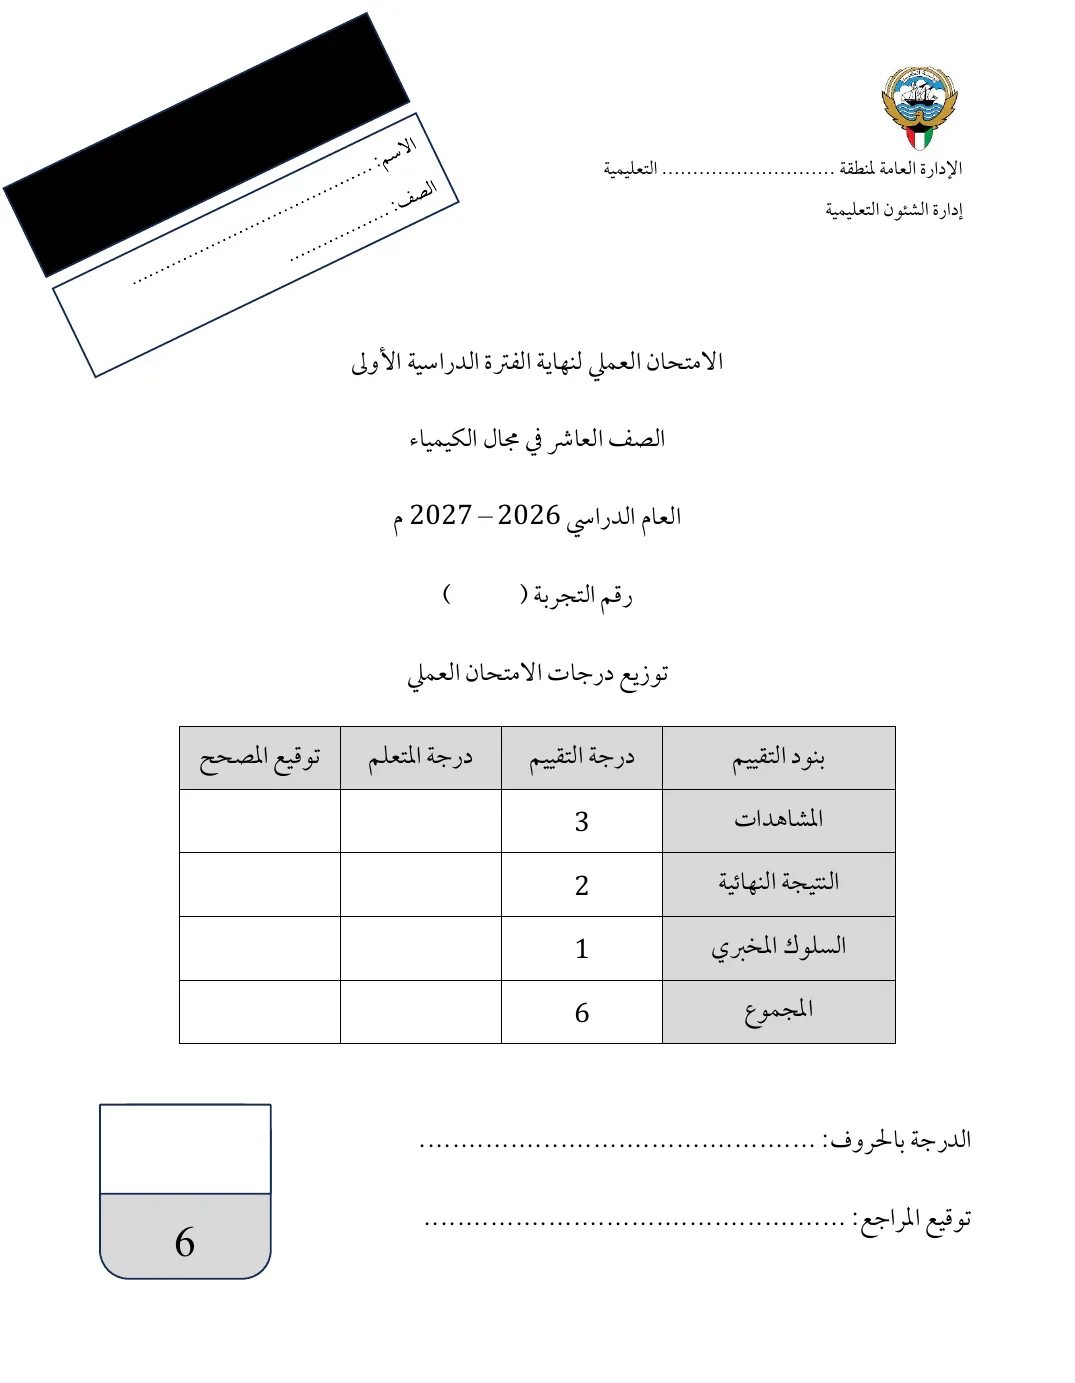 الإدارة العامة لمنطقة ............................ التعليمية
إدارة الشئون التعليمية
الاسم: ..........................................
الصف: ..................
الامتحان العملي لنهاية الفترة الدراسية الأولى
الصف العاشر في مجال الكيمياء
العام الدراسي 2026 – 2027 م
رقم التجربة ( )
توزيع درجات الامتحان العملي
بنود التقييم درجة التقييم درجة المتعلم توقيع المصحح
المشاهدات 3
النتيجة النهائية 2
السلوك المخبري 1
المجموع 6
الدرجة بالحروف: ................................................
توقيع المراجع: ...................................................
6